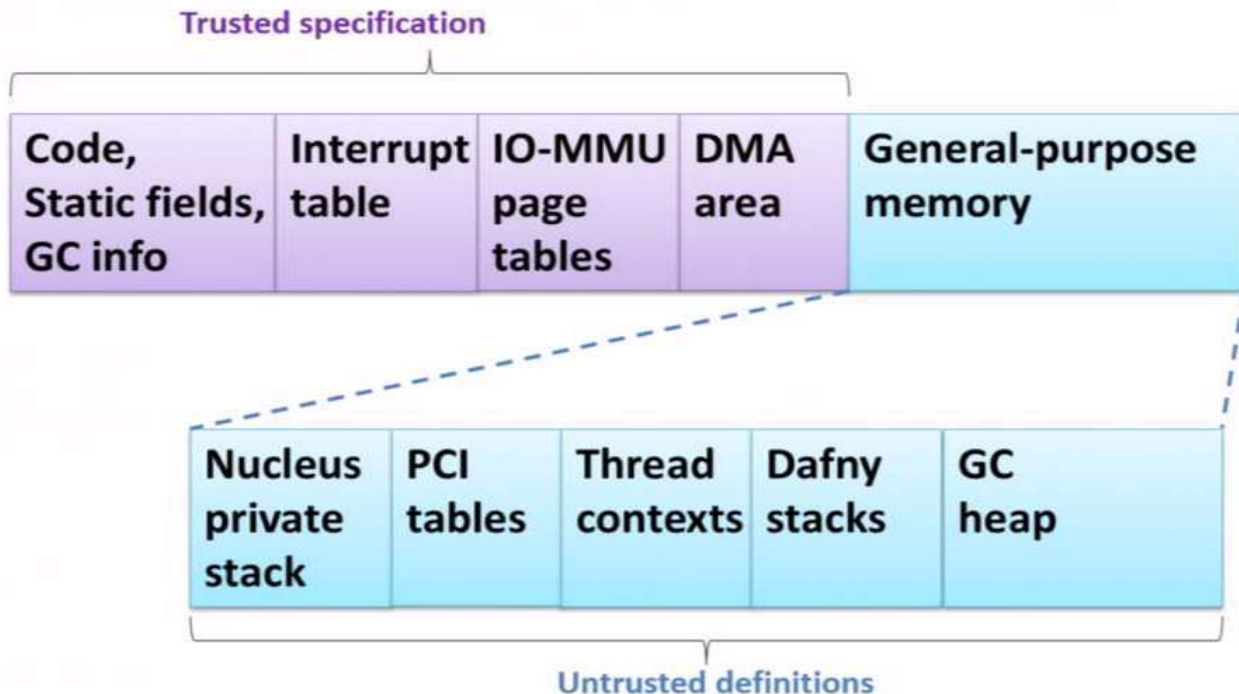 Trusted specification
Code,
Static fields,
GC info
Interrupt
table
IO-MMU
page
tables
DMA
area
General-purpose
memory
Nucleus
private
stack
PCI
tables
Thread
contexts
Dafny
stacks
GC
heap
Untrusted definitions